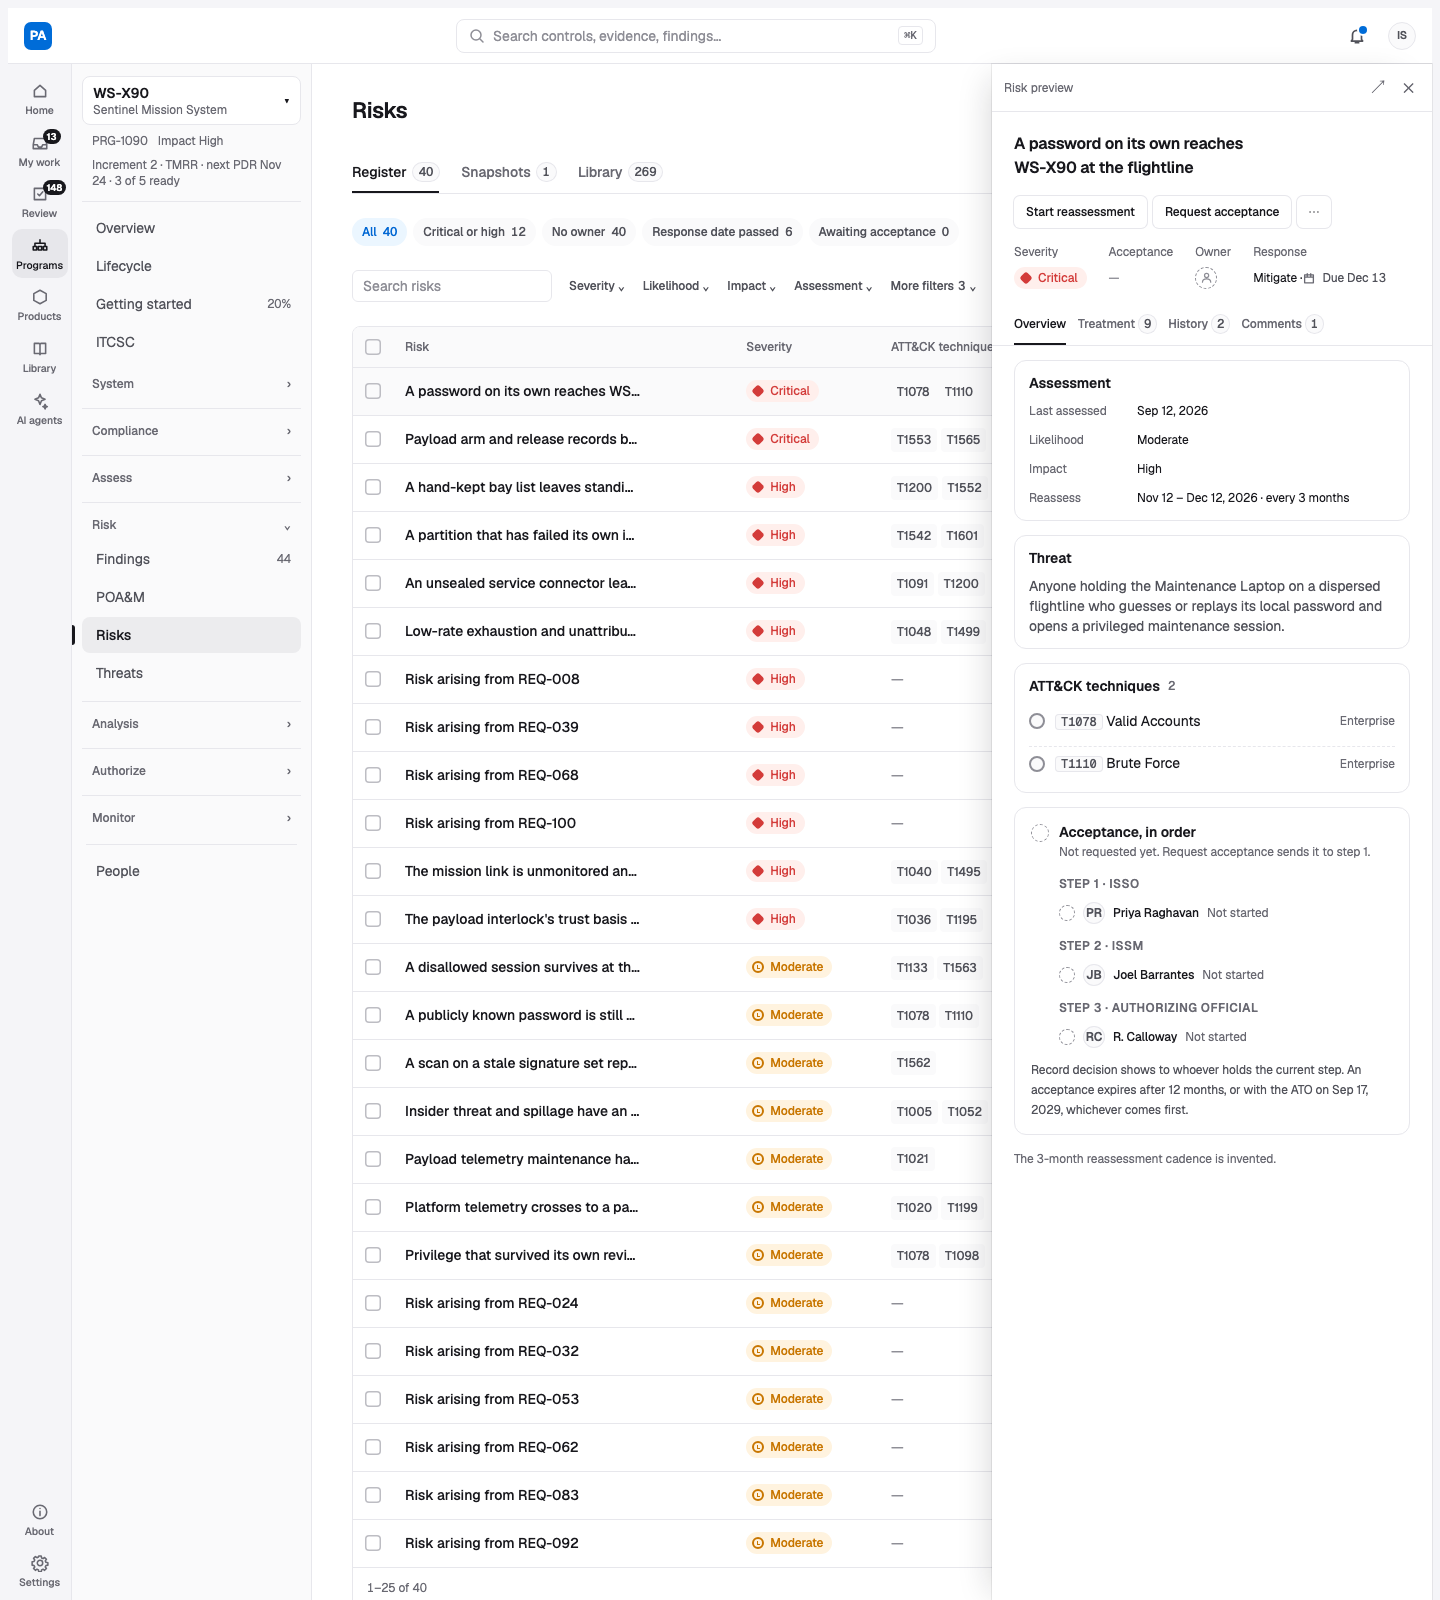 PA
Search controls, evidence, findings...
⌘K
IS
Home
13
My work
148
Review
Programs
Products
Library
AI agents
About
Settings
WS-X90
Sentinel Mission System
PRG-1090 Impact High
Increment 2 · TMRR · next PDR Nov
24 · 3 of 5 ready
Overview
Lifecycle
Getting started 20%
ITCSC
System
Compliance
Assess
Risk
Findings 44
POA&M
Risks
Threats
Analysis
Authorize
Monitor
People
Risks
Register 40 Snapshots 1 Library 269
All 40 Critical or high 12 No owner 40 Response date passed 6 Awaiting acceptance 0
Search risks Severity Likelihood Impact Assessment More filters 3
Risk Severity ATT&CK technique
A password on its own reaches WS... Critical T1078 T1110
Payload arm and release records b... Critical T1553 T1565
A hand-kept bay list leaves standi... High T1200 T1552
A partition that has failed its own i... High T1542 T1601
An unsealed service connector lea... High T1091 T1200
Low-rate exhaustion and unattribu... High T1048 T1499
Risk arising from REQ-008 High —
Risk arising from REQ-039 High —
Risk arising from REQ-068 High —
Risk arising from REQ-100 High —
The mission link is unmonitored an... High T1040 T1495
The payload interlock's trust basis ... High T1036 T1195
A disallowed session survives at th... Moderate T1133 T1563
A publicly known password is still ... Moderate T1078 T1110
A scan on a stale signature set rep... Moderate T1562
Insider threat and spillage have an ... Moderate T1005 T1052
Payload telemetry maintenance ha... Moderate T1021
Platform telemetry crosses to a pa... Moderate T1020 T1199
Privilege that survived its own revi... Moderate T1078 T1098
Risk arising from REQ-024 Moderate —
Risk arising from REQ-032 Moderate —
Risk arising from REQ-053 Moderate —
Risk arising from REQ-062 Moderate —
Risk arising from REQ-083 Moderate —
Risk arising from REQ-092 Moderate —
1–25 of 40
Risk preview
A password on its own reaches
WS-X90 at the flightline
Start reassessment Request acceptance ...
Severity Acceptance Owner Response
Critical — Mitigate · Due Dec 13
Overview Treatment 9 History 2 Comments 1
Assessment
Last assessed Sep 12, 2026
Likelihood Moderate
Impact High
Reassess Nov 12 – Dec 12, 2026 · every 3 months
Threat
Anyone holding the Maintenance Laptop on a dispersed
flightline who guesses or replays its local password and
opens a privileged maintenance session.
ATT&CK techniques 2
T1078 Valid Accounts Enterprise
T1110 Brute Force Enterprise
Acceptance, in order
Not requested yet. Request acceptance sends it to step 1.
STEP 1 · ISSO
PR Priya Raghavan Not started
STEP 2 · ISSM
JB Joel Barrantes Not started
STEP 3 · AUTHORIZING OFFICIAL
RC R. Calloway Not started
Record decision shows to whoever holds the current step. An
acceptance expires after 12 months, or with the ATO on Sep 17,
2029, whichever comes first.
The 3-month reassessment cadence is invented.